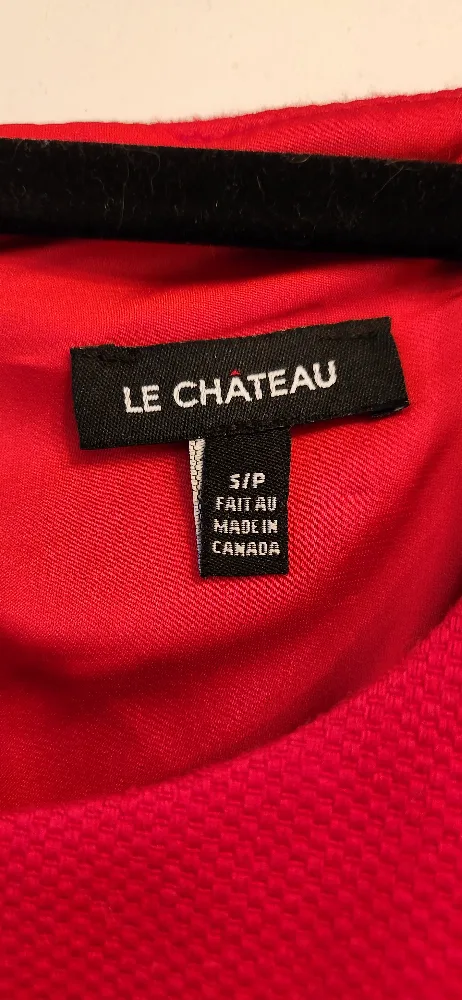 LE CHÂTEAU
S/P
FAIT AU
MADE IN
CANADA